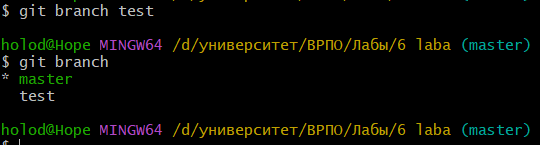 $ git branch test
holod@Hope MINGW64 /d/университет/ВРПО/Лабы/6 laba (master)
$ git branch
* master
  test
holod@Hope MINGW64 /d/университет/ВРПО/Лабы/6 laba (master)
$